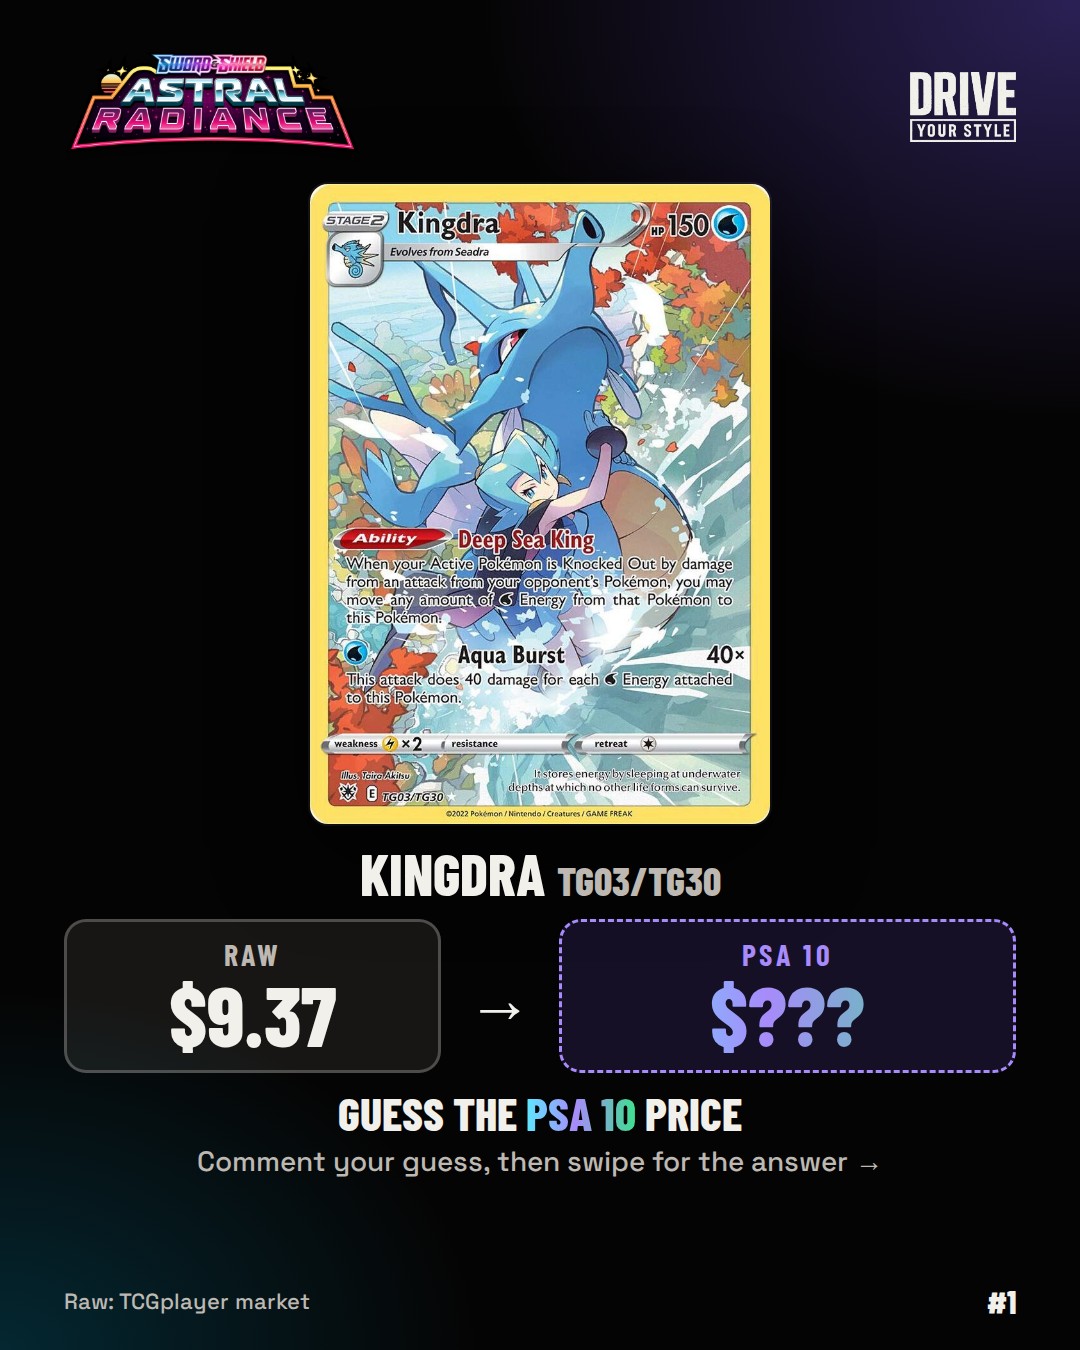 SWORD & SHIELD
ASTRAL
RADIANCE
DRIVE
YOUR STYLE
STAGE 2
Kingdra
HP 150
Evolves from Seadra
Ability
Deep Sea King
When your Active Pokémon is Knocked Out by damage
from an attack from your opponent's Pokémon, you may
move any amount of Energy from that Pokémon to
this Pokémon.
Aqua Burst
40×
This attack does 40 damage for each Energy attached
to this Pokémon.
weakness ×2 resistance retreat
Illus. Taira Akitsu
It stores energy by sleeping at underwater
depths at which no other life forms can survive.
E TG03/TG30
©2022 Pokémon / Nintendo / Creatures / GAME FREAK
KINGDRA TG03/TG30
RAW
$9.37
→
PSA 10
$???
GUESS THE PSA 10 PRICE
Comment your guess, then swipe for the answer →
Raw: TCGplayer market
#1